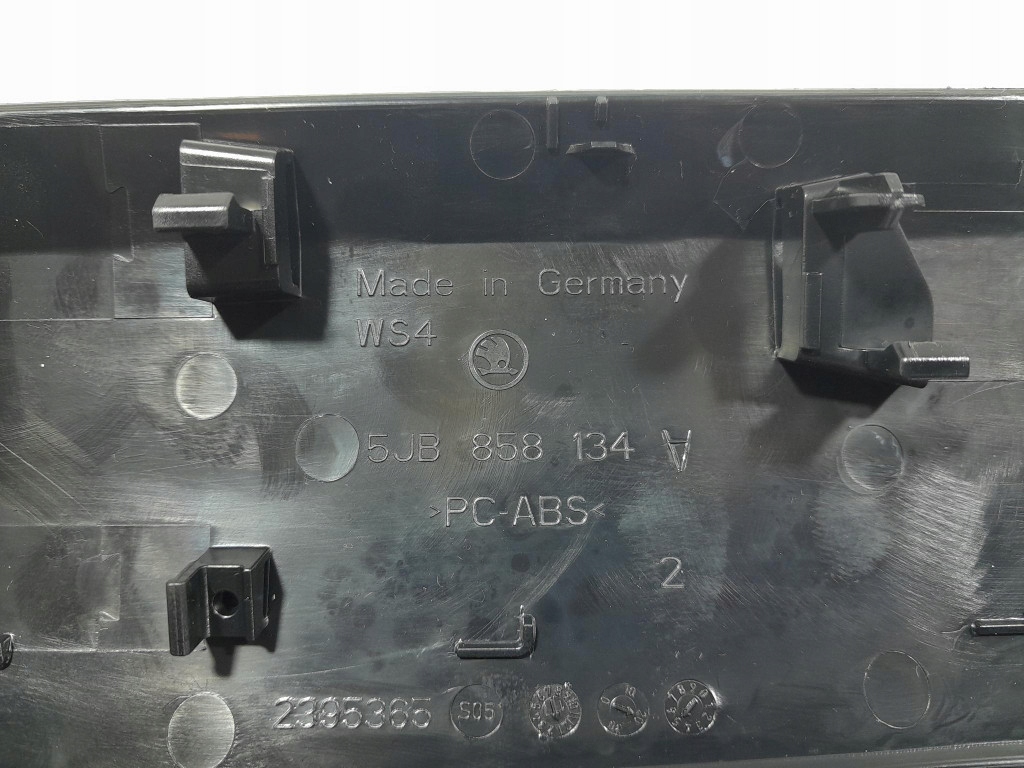 Made in Germany
WS4
5JB 858 134 A
>PC-ABS<
2
2395365 S05